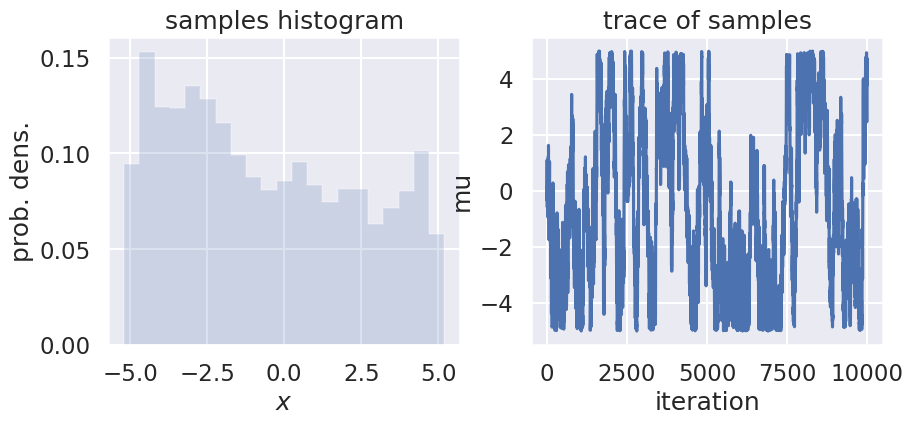 samples histogram
prob. dens.
0.15
0.10
0.05
0.00
−5.0 −2.5 0.0 2.5 5.0
x
trace of samples
mu
4
2
0
−2
−4
0 2500 5000 7500 10000
iteration